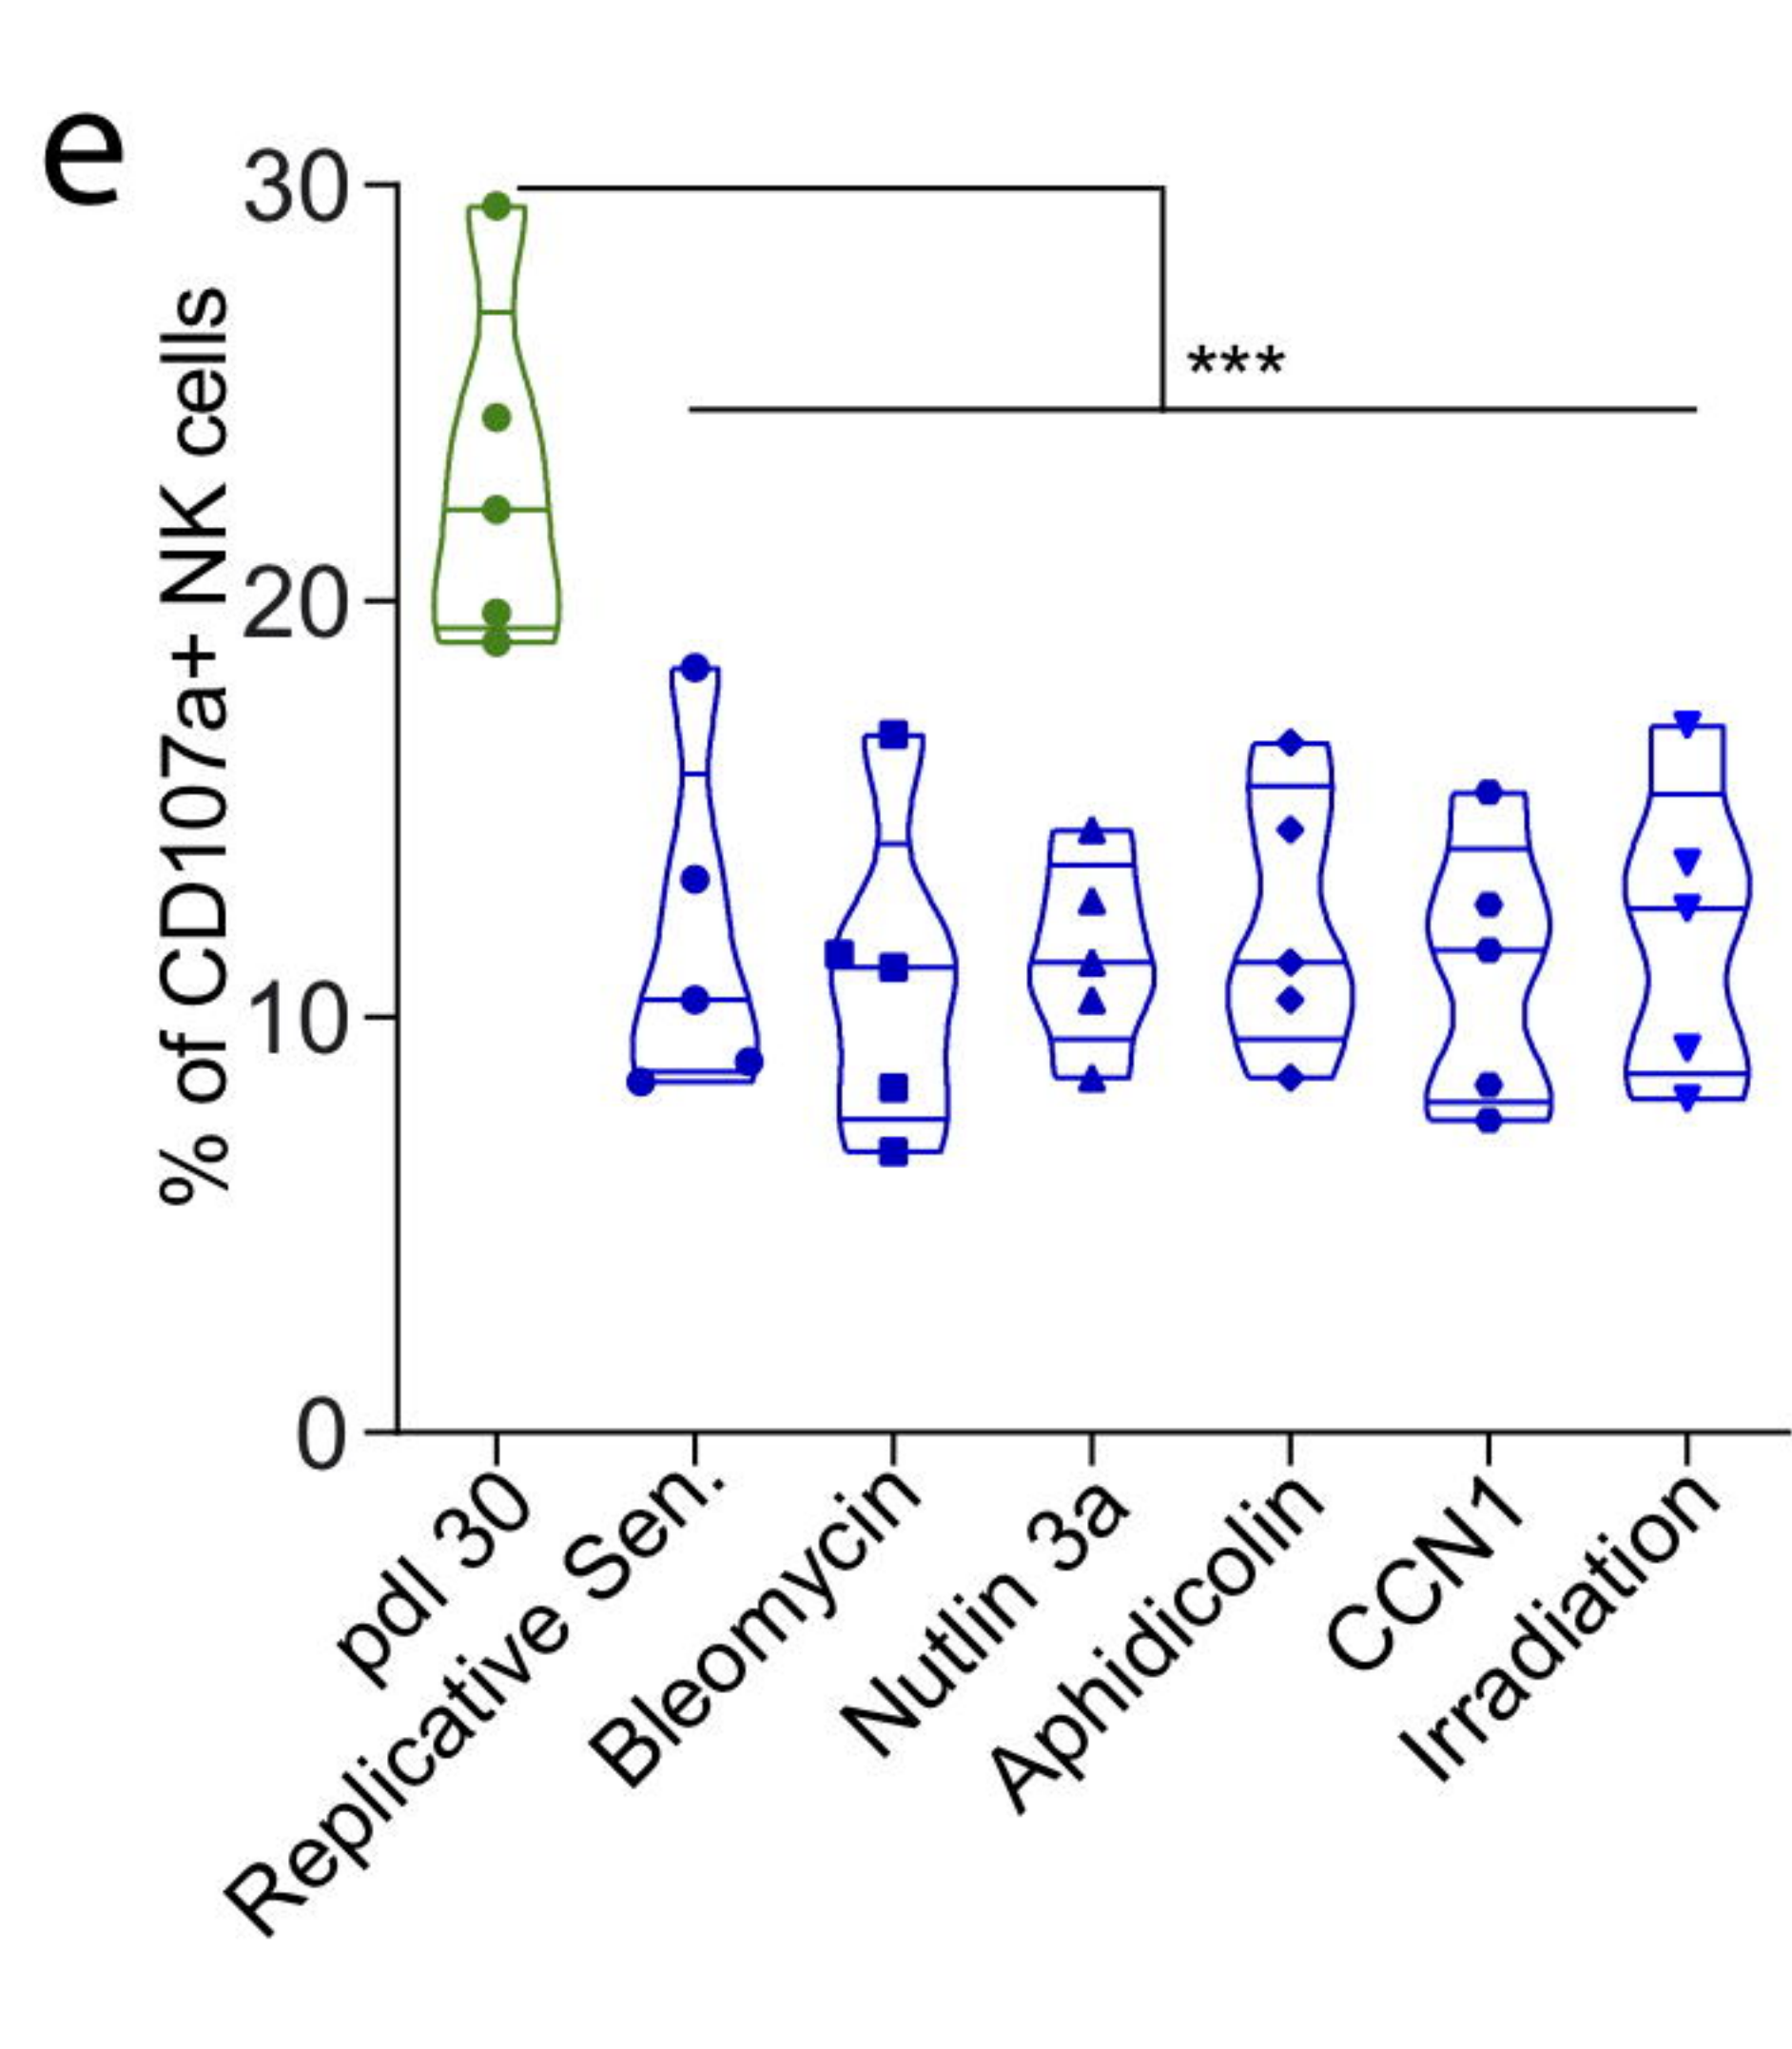 e
30
20
10
0
% of CD107a+ NK cells
***
pdl 30
Replicative Sen.
Bleomycin
Nutlin 3a
Aphidicolin
CCN1
Irradiation